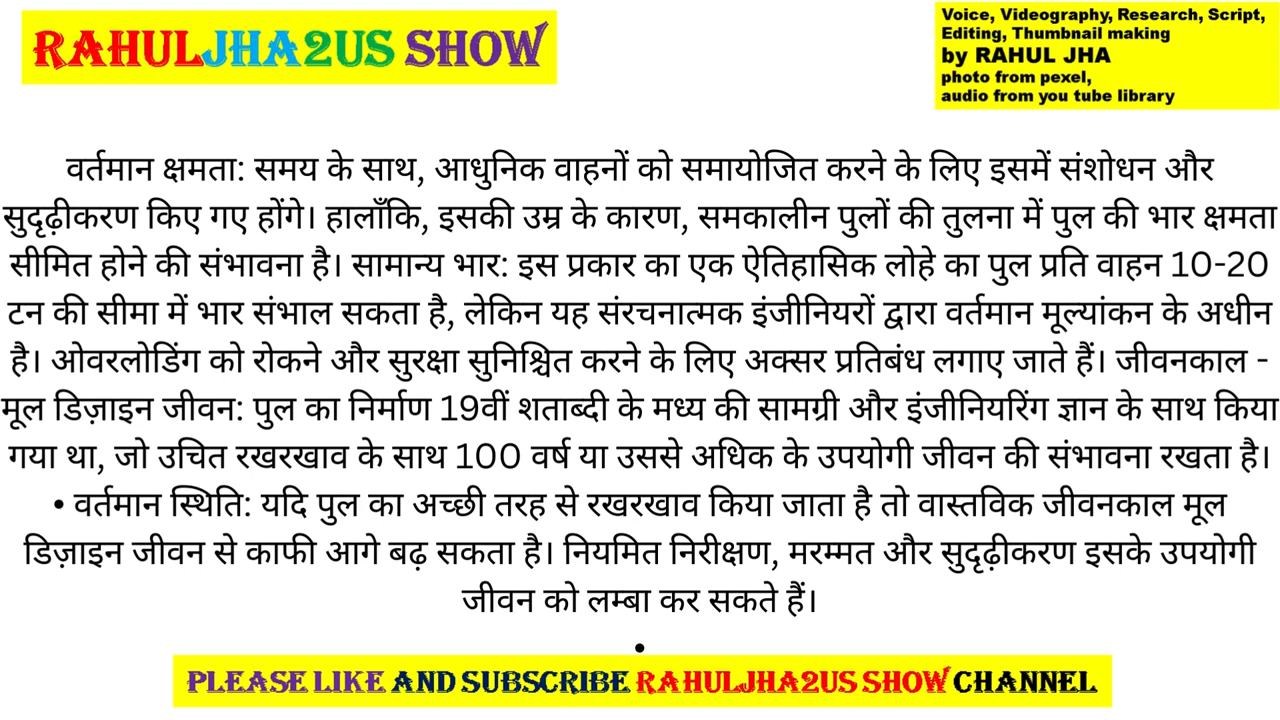 RAHULJHA2US SHOW
Voice, Videography, Research, Script,
Editing, Thumbnail making
by RAHUL JHA
photo from pexel,
audio from you tube library
वर्तमान क्षमता: समय के साथ, आधुनिक वाहनों को समायोजित करने के लिए इसमें संशोधन और
सुदृढ़ीकरण किए गए होंगे। हालाँकि, इसकी उम्र के कारण, समकालीन पुलों की तुलना में पुल की भार क्षमता
सीमित होने की संभावना है। सामान्य भार: इस प्रकार का एक ऐतिहासिक लोहे का पुल प्रति वाहन 10-20
टन की सीमा में भार संभाल सकता है, लेकिन यह संरचनात्मक इंजीनियरों द्वारा वर्तमान मूल्यांकन के अधीन
है। ओवरलोडिंग को रोकने और सुरक्षा सुनिश्चित करने के लिए अक्सर प्रतिबंध लगाए जाते हैं। जीवनकाल -
मूल डिज़ाइन जीवन: पुल का निर्माण 19वीं शताब्दी के मध्य की सामग्री और इंजीनियरिंग ज्ञान के साथ किया
गया था, जो उचित रखरखाव के साथ 100 वर्ष या उससे अधिक के उपयोगी जीवन की संभावना रखता है।
• वर्तमान स्थिति: यदि पुल का अच्छी तरह से रखरखाव किया जाता है तो वास्तविक जीवनकाल मूल
डिज़ाइन जीवन से काफी आगे बढ़ सकता है। नियमित निरीक्षण, मरम्मत और सुदृढ़ीकरण इसके उपयोगी
जीवन को लम्बा कर सकते हैं।
•
PLEASE LIKE AND SUBSCRIBE RAHULJHA2US SHOW CHANNEL